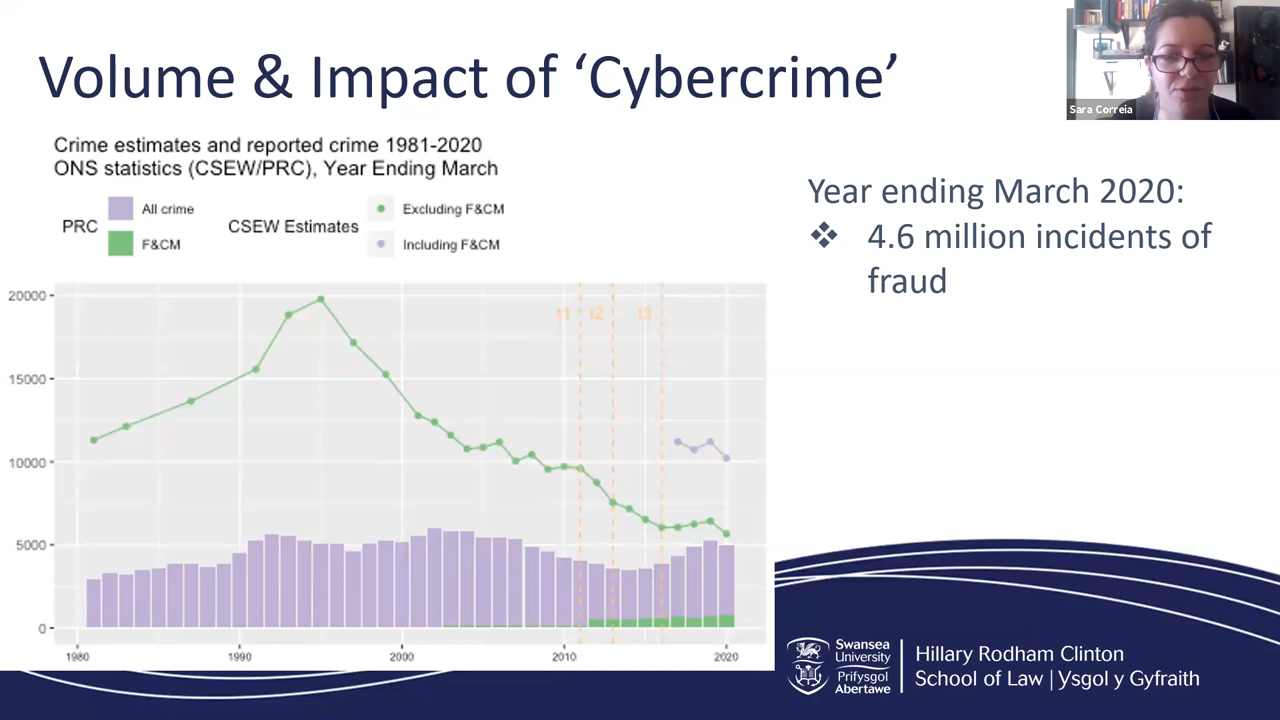 Volume & Impact of ‘Cybercrime’
Sara Correia
Crime estimates and reported crime 1981-2020
ONS statistics (CSEW/PRC), Year Ending March
PRC
All crime
F&CM
CSEW Estimates
Excluding F&CM
Including F&CM
Year ending March 2020:
❖ 4.6 million incidents of
fraud
20000
15000
10000
5000
0
t1
t2
t3
1980
1990
2000
2010
2020
Swansea
University
Prifysgol
Abertawe
Hillary Rodham Clinton
School of Law | Ysgol y Gyfraith